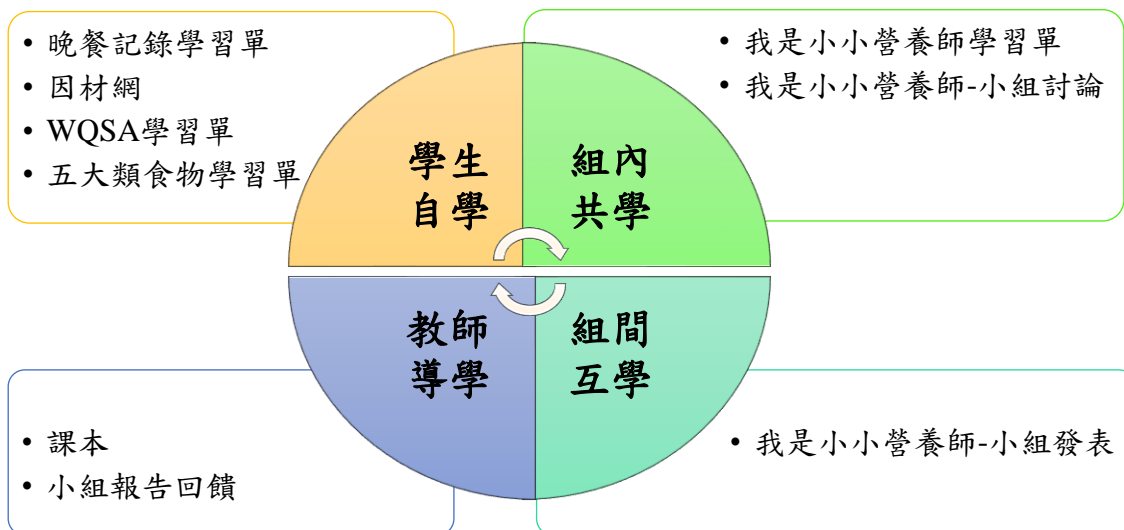 • 晚餐記錄學習單
• 因材網
• WQSA學習單
• 五大類食物學習單
學生
自學
• 我是小小營養師學習單
• 我是小小營養師-小組討論
組內
共學
教師
導學
• 課本
• 小組報告回饋
組間
互學
• 我是小小營養師-小組發表